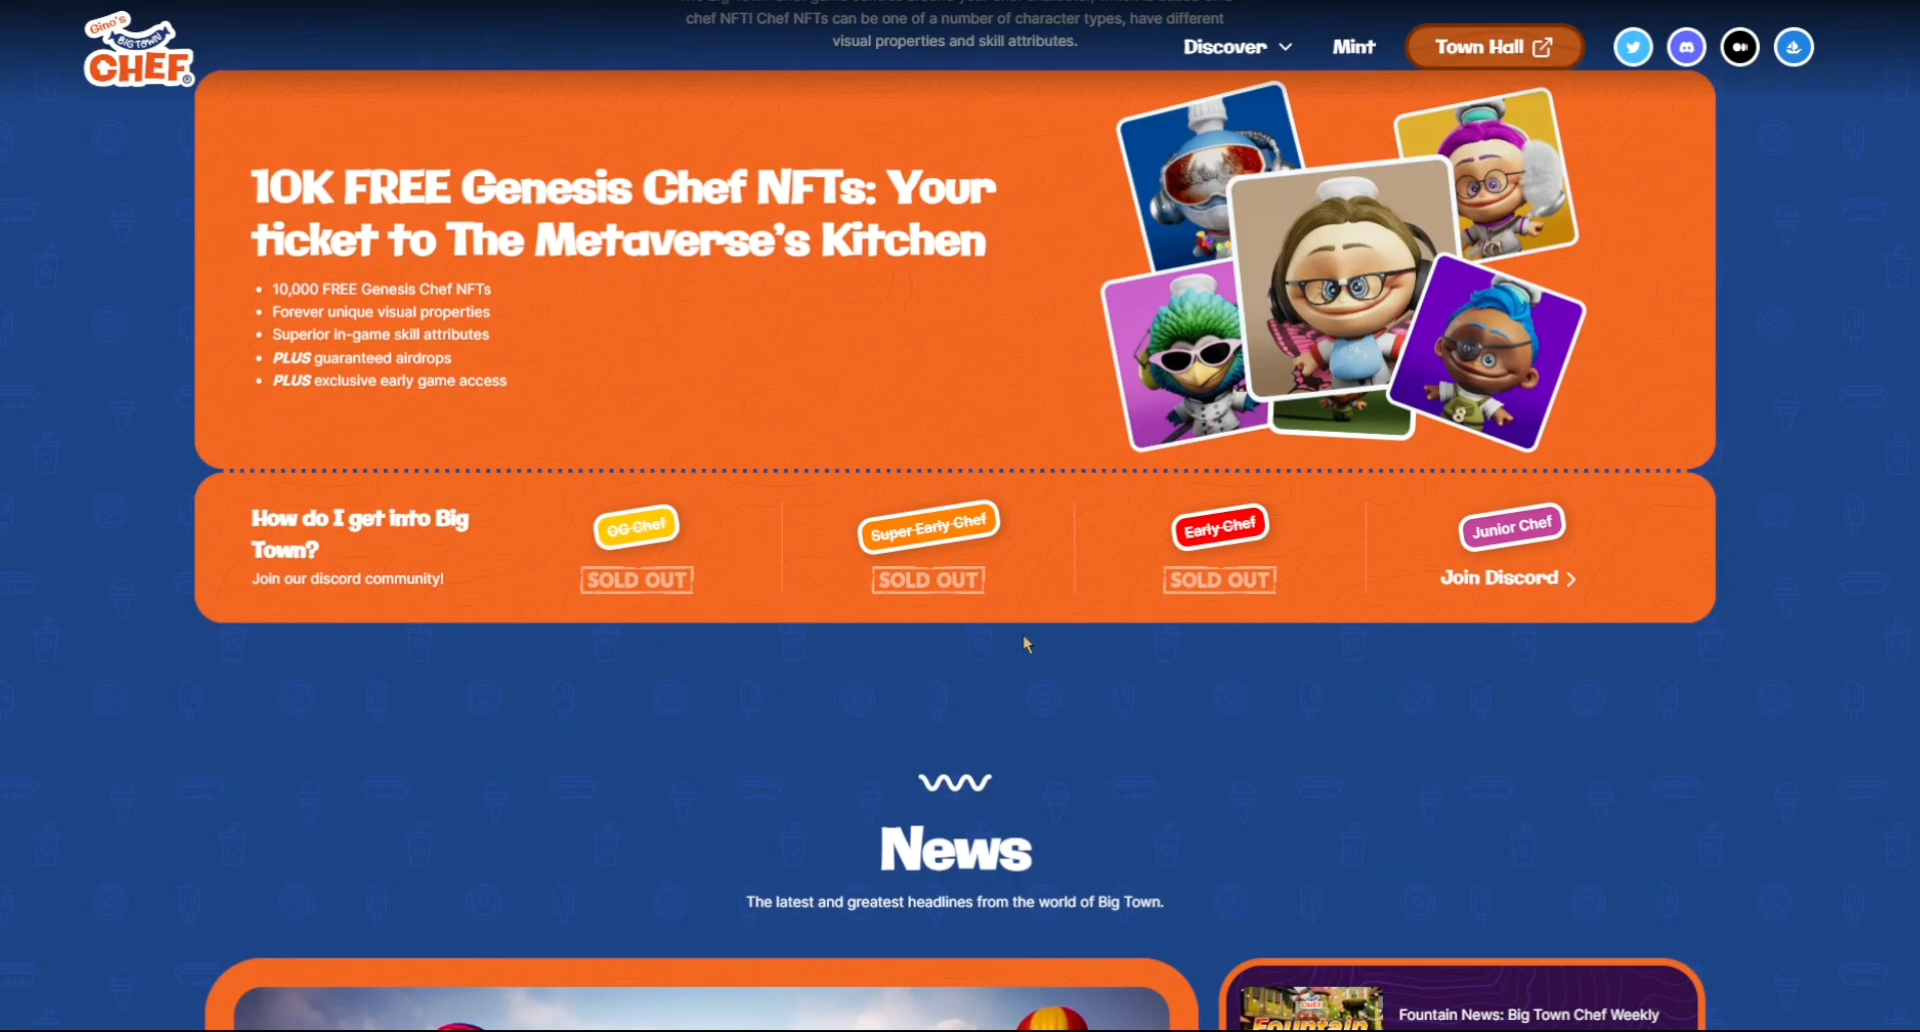 Gino's
BIG TOWN
CHEF
®
chef NFT! Chef NFTs can be one of a number of character types, have different
visual properties and skill attributes.
Discover
Mint
Town Hall
10K FREE Genesis Chef NFTs: Your
ticket to The Metaverse's Kitchen
• 10,000 FREE Genesis Chef NFTs
• Forever unique visual properties
• Superior in-game skill attributes
• PLUS guaranteed airdrops
• PLUS exclusive early game access
8
How do I get into Big
Town?
Join our discord community!
OG Chef
SOLD OUT
Super Early Chef
SOLD OUT
Early Chef
SOLD OUT
Junior Chef
Join Discord
News
The latest and greatest headlines from the world of Big Town.
CHEF
Fountain
Fountain News: Big Town Chef Weekly